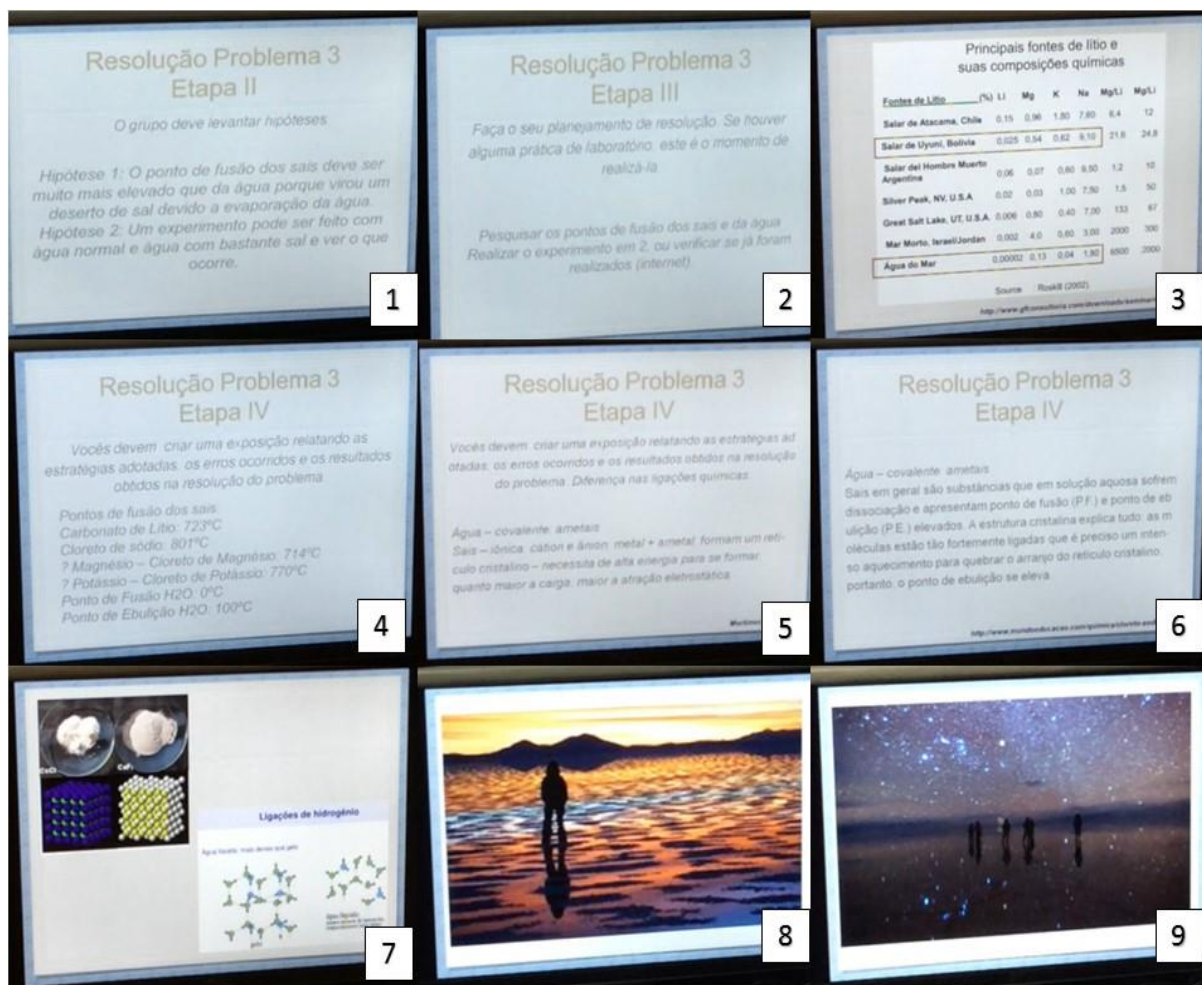 Resolução Problema 3
Etapa II
O grupo deve levantar hipóteses
Hipótese 1: O ponto de fusão dos sais deve ser
muito mais elevado que da água porque virou um
deserto de sal devido a evaporação da água.
Hipótese 2: Um experimento pode ser feito com
água normal e água com bastante sal e ver o que
ocorre.
1
Resolução Problema 3
Etapa III
Faça o seu planejamento de resolução. Se houver
alguma prática de laboratório, este é o momento de
realizá-la
Pesquisar os pontos de fusão dos sais e da água
Realizar o experimento em 2, ou verificar se já foram
realizados (internet).
2
Principais fontes de lítio e
suas composições químicas
Fontes de Lítio (%) Li Mg K Na Mg/Li Mg/Li
Salar de Atacama, Chile 0,15 0,96 1,80 7,60 6,4 12
Salar de Uyuni, Bolívia 0,025 0,54 0,62 9,10 21,6 24,8
Salar del Hombre Muerto
Argentina 0,06 0,07 0,60 9,50 1,2 10
Silver Peak, NV, U.S.A 0,02 0,03 1,00 7,50 1,5 50
Great Salt Lake, UT, U.S.A. 0,006 0,80 0,40 7,00 133 67
Mar Morto, Israel/Jordan 0,002 4,0 0,60 3,00 2000 300
Água do Mar 0,00002 0,13 0,04 1,80 6500 2000
Source Roskill (2002)
3
Resolução Problema 3
Etapa IV
Vocês devem criar uma exposição relatando as
estratégias adotadas, os erros ocorridos e os resultados
obtidos na resolução do problema
Pontos de fusão dos sais
Carbonato de Lítio: 723ºC
Cloreto de sódio: 801ºC
? Magnésio – Cloreto de Magnésio: 714ºC
? Potássio – Cloreto de Potássio: 770ºC
Ponto de Fusão H2O: 0ºC
Ponto de Ebulição H2O: 100ºC
4
Resolução Problema 3
Etapa IV
Vocês devem criar uma exposição relatando as estratégias ad
otadas, os erros ocorridos e os resultados obtidos na resolução
do problema. Diferença nas ligações químicas
Água – covalente: ametais
Sais – iônica: cátion e ânion: metal + ametal, formam um retí-
culo cristalino – necessita de alta energia para se formar,
quanto maior a carga, maior a atração eletrostática
5
Resolução Problema 3
Etapa IV
Água – covalente ametais
Sais em geral são substâncias que em solução aquosa sofrem
dissociação e apresentam ponto de fusão (P.F.) e ponto de eb
ulição (P.E.) elevados. A estrutura cristalina explica tudo: as m
oléculas estão tão fortemente ligadas que é preciso um inten-
so aquecimento para quebrar o arranjo do retículo cristalino,
portanto, o ponto de ebulição se eleva.
6
Ligações de hidrogênio
gelo
7
8
9